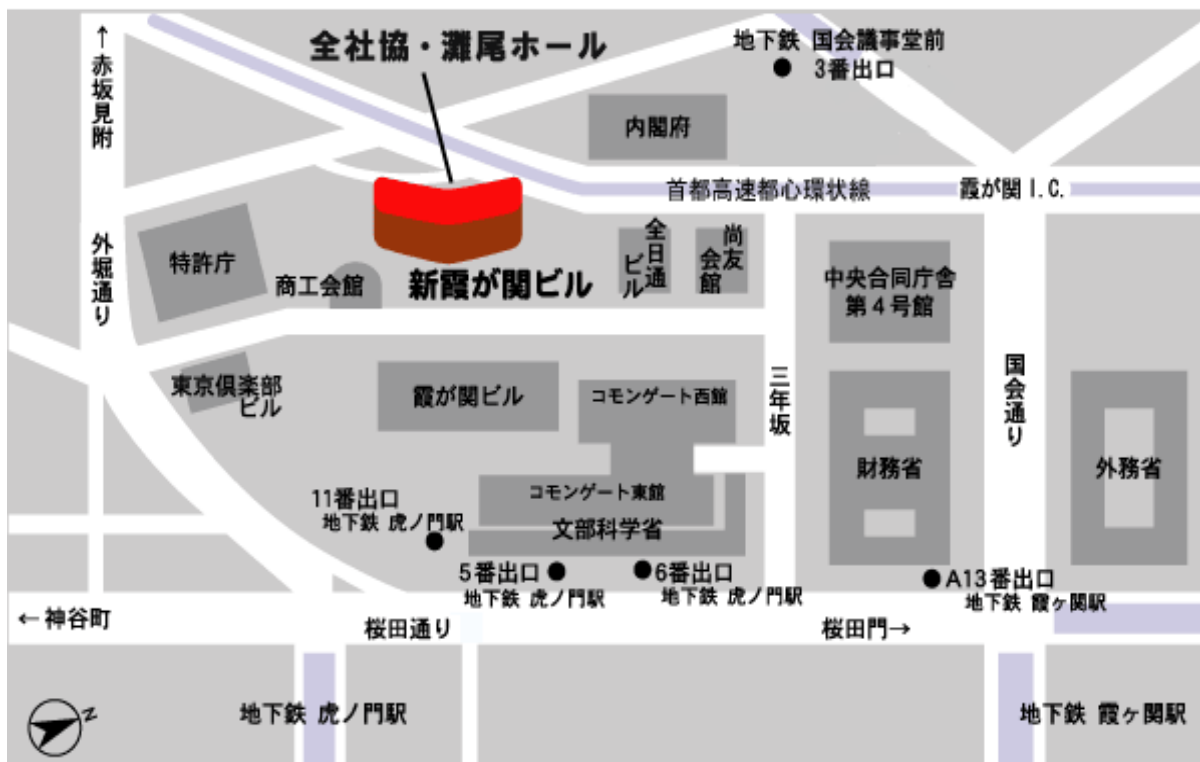 ↑赤坂見附
全社協・灘尾ホール
地下鉄 国会議事堂前
3番出口
内閣府
首都高速都心環状線
霞が関 I.C.
外堀通り
特許庁
商工会館
新霞が関ビル
全日通
ビル
尚友
会館
中央合同庁舎
第4号館
東京倶楽部
ビル
霞が関ビル
コモンゲート西館
三年坂
国会通り
財務省
外務省
コモンゲート東館
文部科学省
11番出口
地下鉄 虎ノ門駅
5番出口
地下鉄 虎ノ門駅
6番出口
地下鉄 虎ノ門駅
A13番出口
地下鉄 霞ヶ関駅
←神谷町
桜田通り
桜田門→
地下鉄 虎ノ門駅
地下鉄 霞ヶ関駅
N